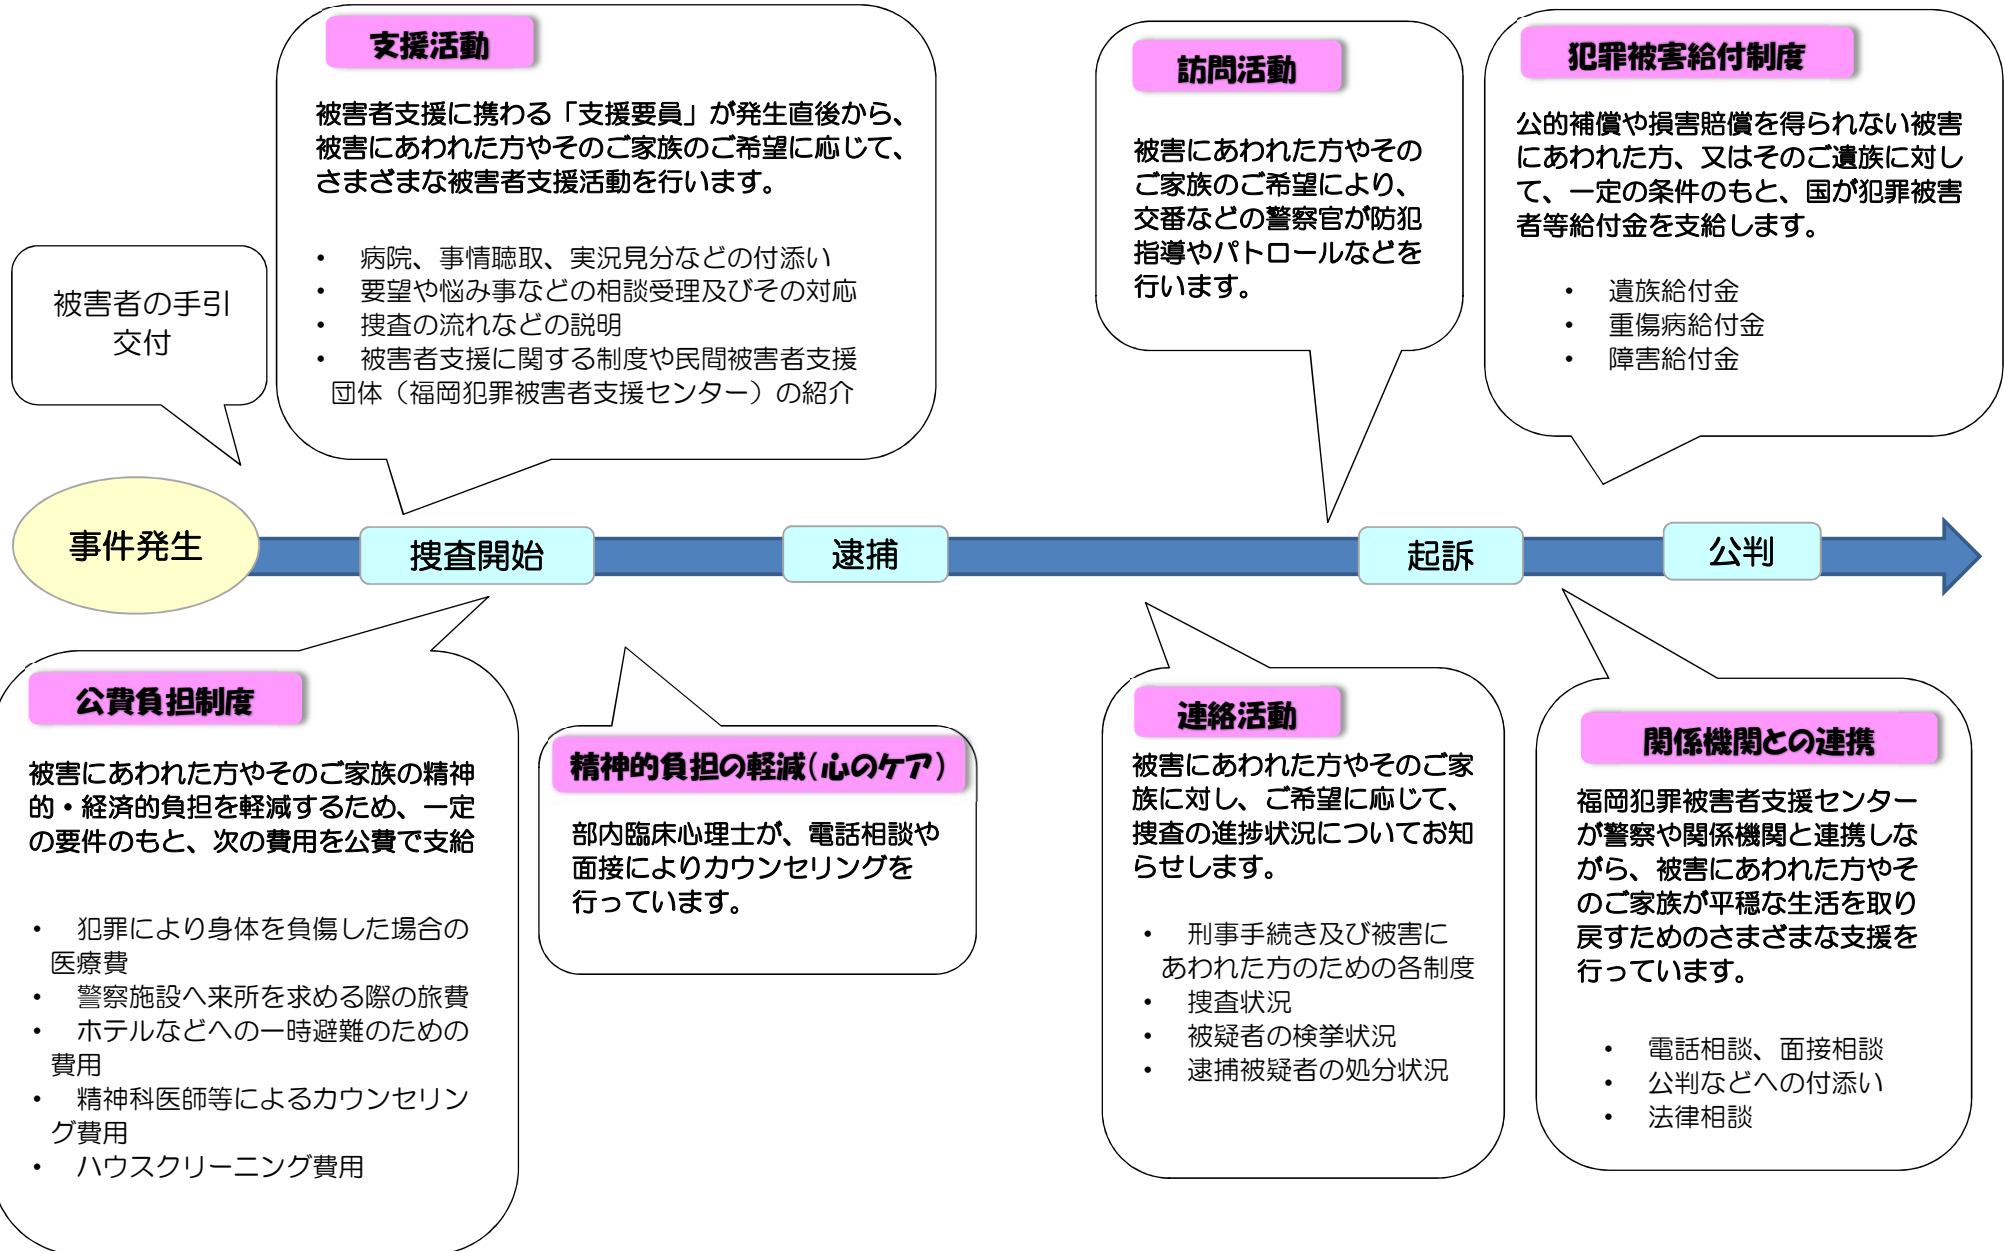 支援活動
被害者支援に携わる「支援要員」が発生直後から、
被害にあわれた方やそのご家族のご希望に応じて、
さまざまな被害者支援活動を行います。
・ 病院、事情聴取、実況見分などの付添い
・ 要望や悩み事などの相談受理及びその対応
・ 捜査の流れなどの説明
・ 被害者支援に関する制度や民間被害者支援
団体（福岡犯罪被害者支援センター）の紹介
訪問活動
被害にあわれた方やその
ご家族のご希望により、
交番などの警察官が防犯
指導やパトロールなどを
行います。
犯罪被害給付制度
公的補償や損害賠償を得られない被害
にあわれた方、又はそのご遺族に対し
て、一定の条件のもと、国が犯罪被害
者等給付金を支給します。
・ 遺族給付金
・ 重傷病給付金
・ 障害給付金
被害者の手引
交付
事件発生
捜査開始
逮捕
起訴
公判
公費負担制度
被害にあわれた方やそのご家族の精神
的・経済的負担を軽減するため、一定
の要件のもと、次の費用を公費で支給
・ 犯罪により身体を負傷した場合の
医療費
・ 警察施設へ来所を求める際の旅費
・ ホテルなどへの一時避難のための
費用
・ 精神科医師等によるカウンセリン
グ費用
・ ハウスクリーニング費用
精神的負担の軽減(心のケア)
部内臨床心理士が、電話相談や
面接によりカウンセリングを
行っています。
連絡活動
被害にあわれた方やそのご家
族に対し、ご希望に応じて、
捜査の進捗状況についてお知
らせします。
・ 刑事手続き及び被害に
あわれた方のための各制度
・ 捜査状況
・ 被疑者の検挙状況
・ 逮捕被疑者の処分状況
関係機関との連携
福岡犯罪被害者支援センター
が警察や関係機関と連携しな
がら、被害にあわれた方やそ
のご家族が平穏な生活を取り
戻すためのさまざまな支援を
行っています。
・ 電話相談、面接相談
・ 公判などへの付添い
・ 法律相談